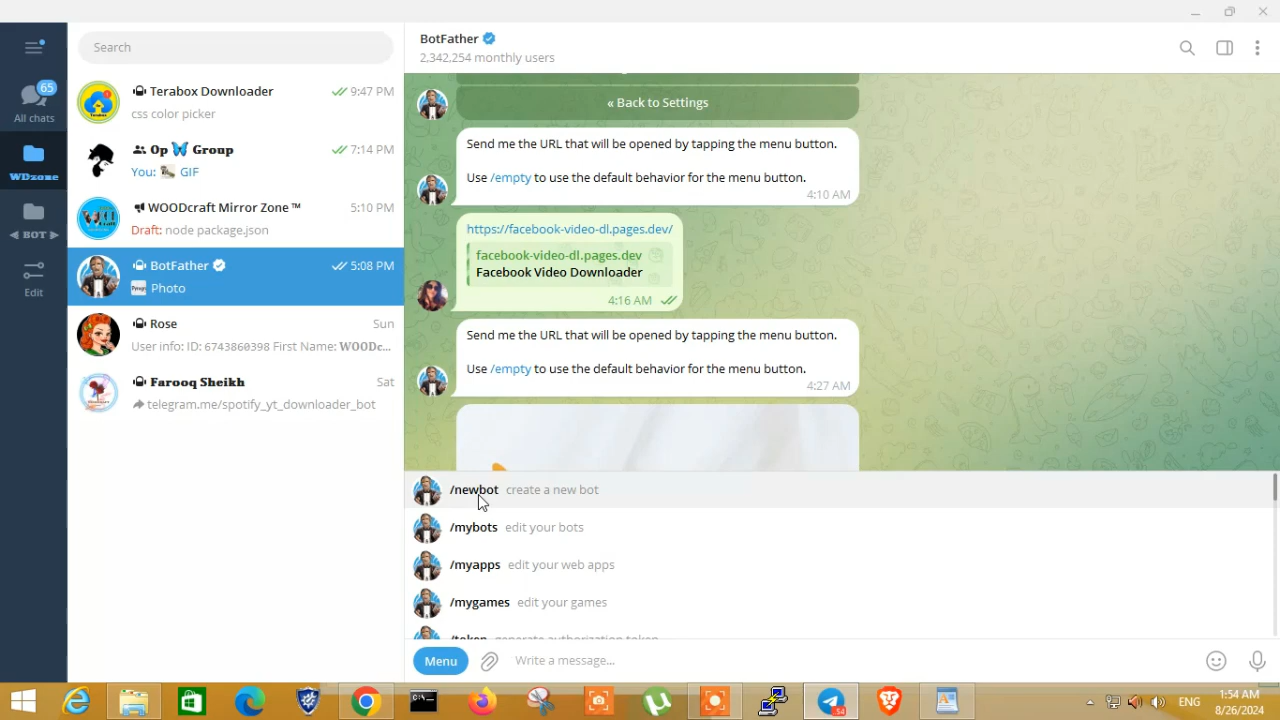 Search
65
All chats
WDzone
◀ BOT ▶
Edit
Terabox Downloader
9:47 PM
css color picker
Op 🦋 Group
7:14 PM
You: GIF
WOODcraft Mirror Zone ™
5:10 PM
Draft: node package.json
BotFather
5:08 PM
Photo
Rose
Sun
User info: ID: 6743860398 First Name: WOODc...
Farooq Sheikh
Sat
telegram.me/spotify_yt_downloader_bot
BotFather
2,342,254 monthly users
« Back to Settings
Send me the URL that will be opened by tapping the menu button.
Use /empty to use the default behavior for the menu button.
4:10 AM
https://facebook-video-dl.pages.dev/
facebook-video-dl.pages.dev
Facebook Video Downloader
4:16 AM
Send me the URL that will be opened by tapping the menu button.
Use /empty to use the default behavior for the menu button.
4:27 AM
/newbot create a new bot
/mybots edit your bots
/myapps edit your web apps
/mygames edit your games
/token generate authorization token
Menu
Write a message...
ENG
1:54 AM
8/26/2024